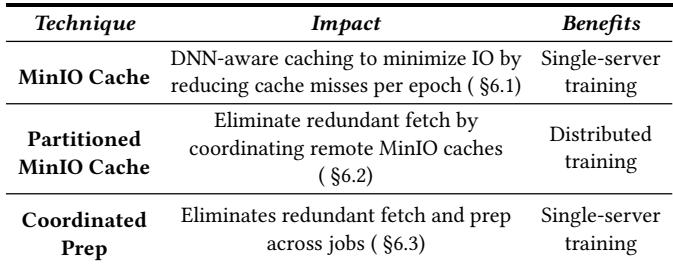 Technique Impact Benefits
MinIO Cache
DNN-aware caching to minimize IO by
reducing cache misses per epoch ( §6.1)
Single-server
training
Partitioned
MinIO Cache
Eliminate redundant fetch by
coordinating remote MinIO caches
( §6.2)
Distributed
training
Coordinated
Prep
Eliminates redundant fetch and prep
across jobs ( §6.3)
Single-server
training